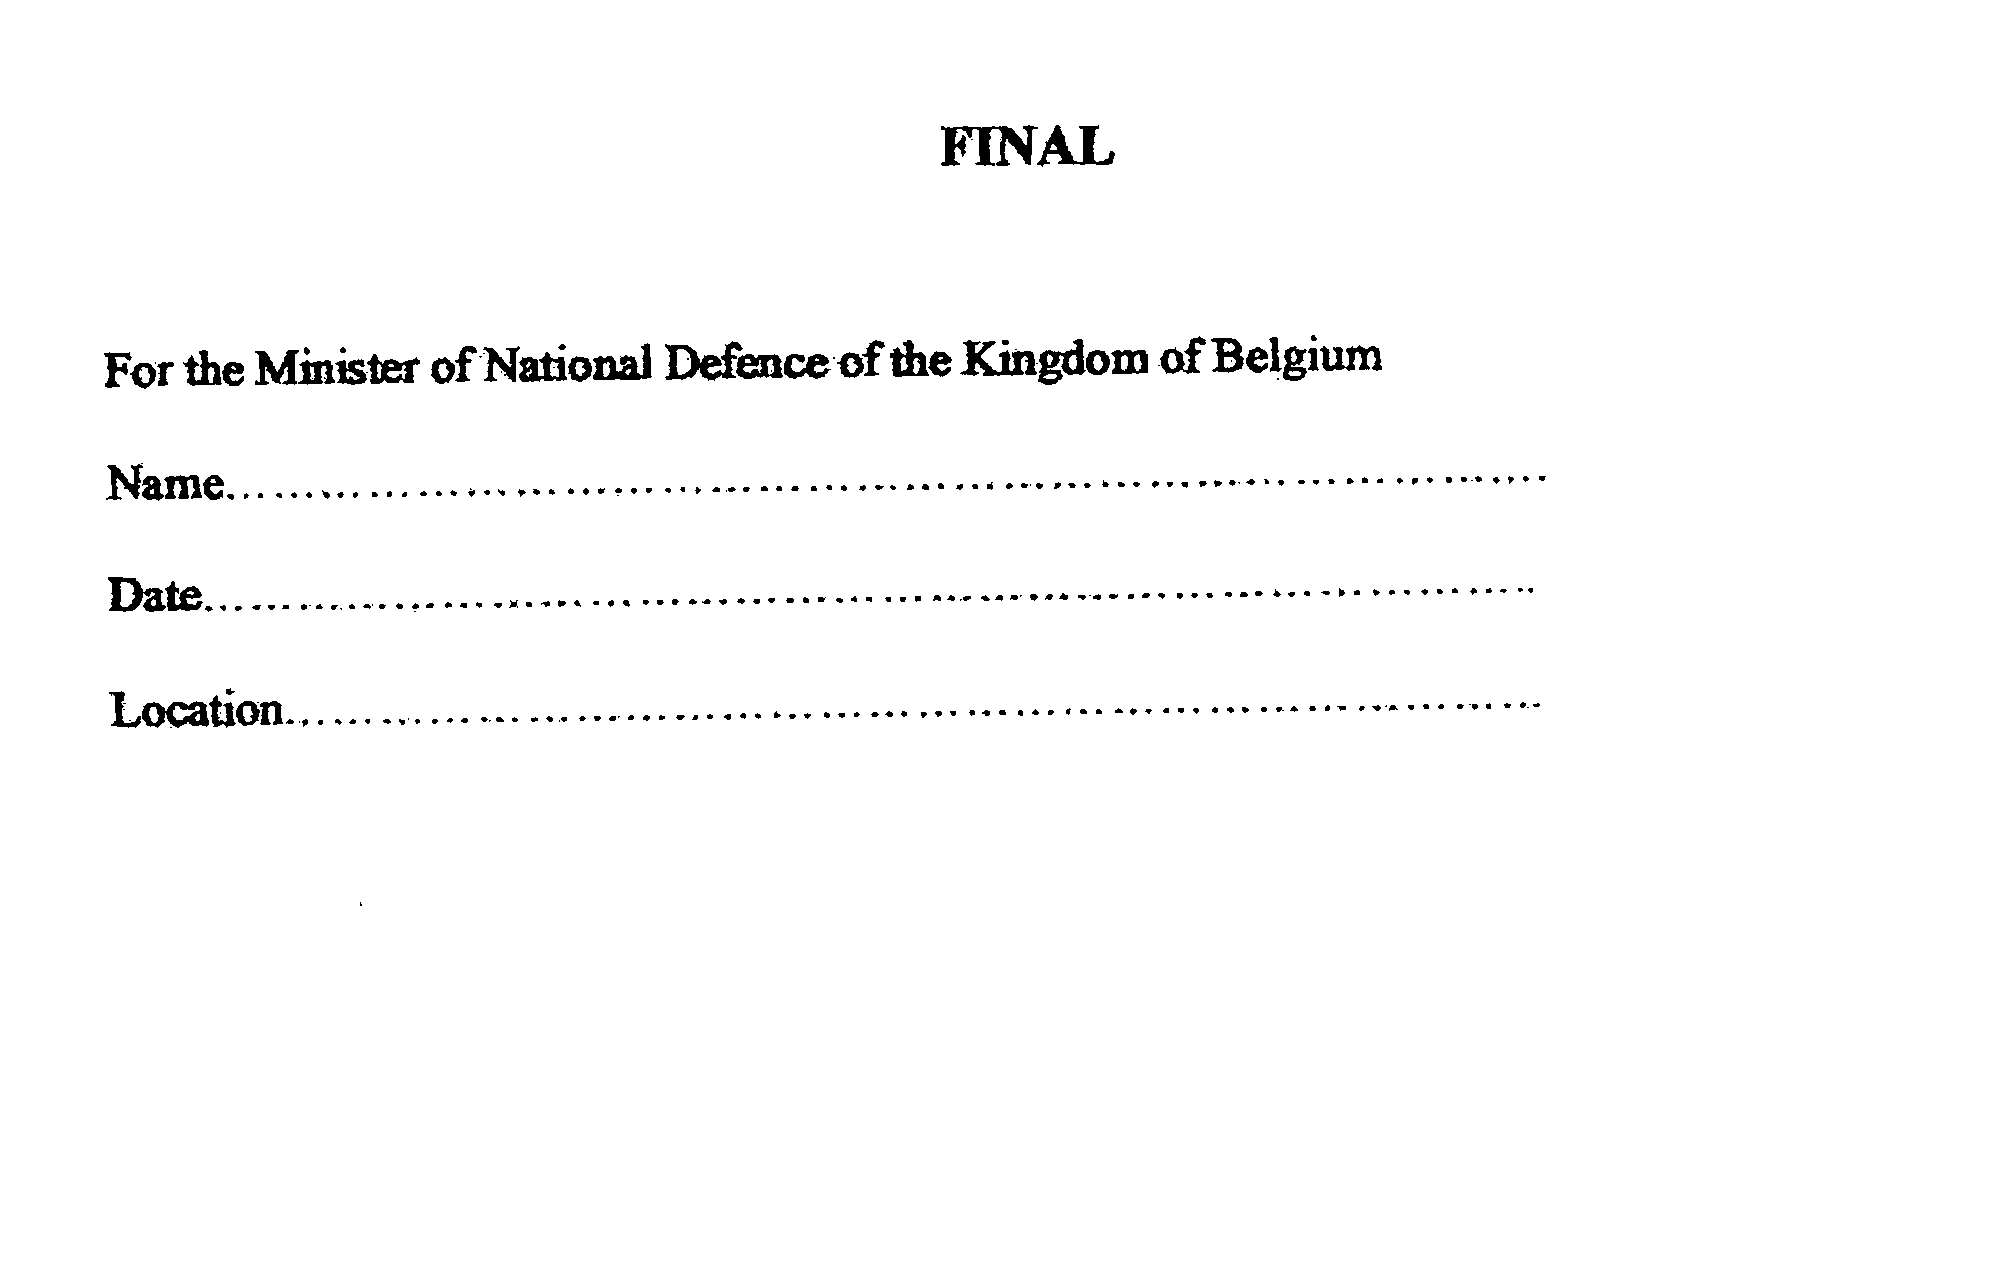 FINAL
For the Minister of National Defence of the Kingdom of Belgium
Name....................................................................................
Date....................................................................................
Location................................................................................